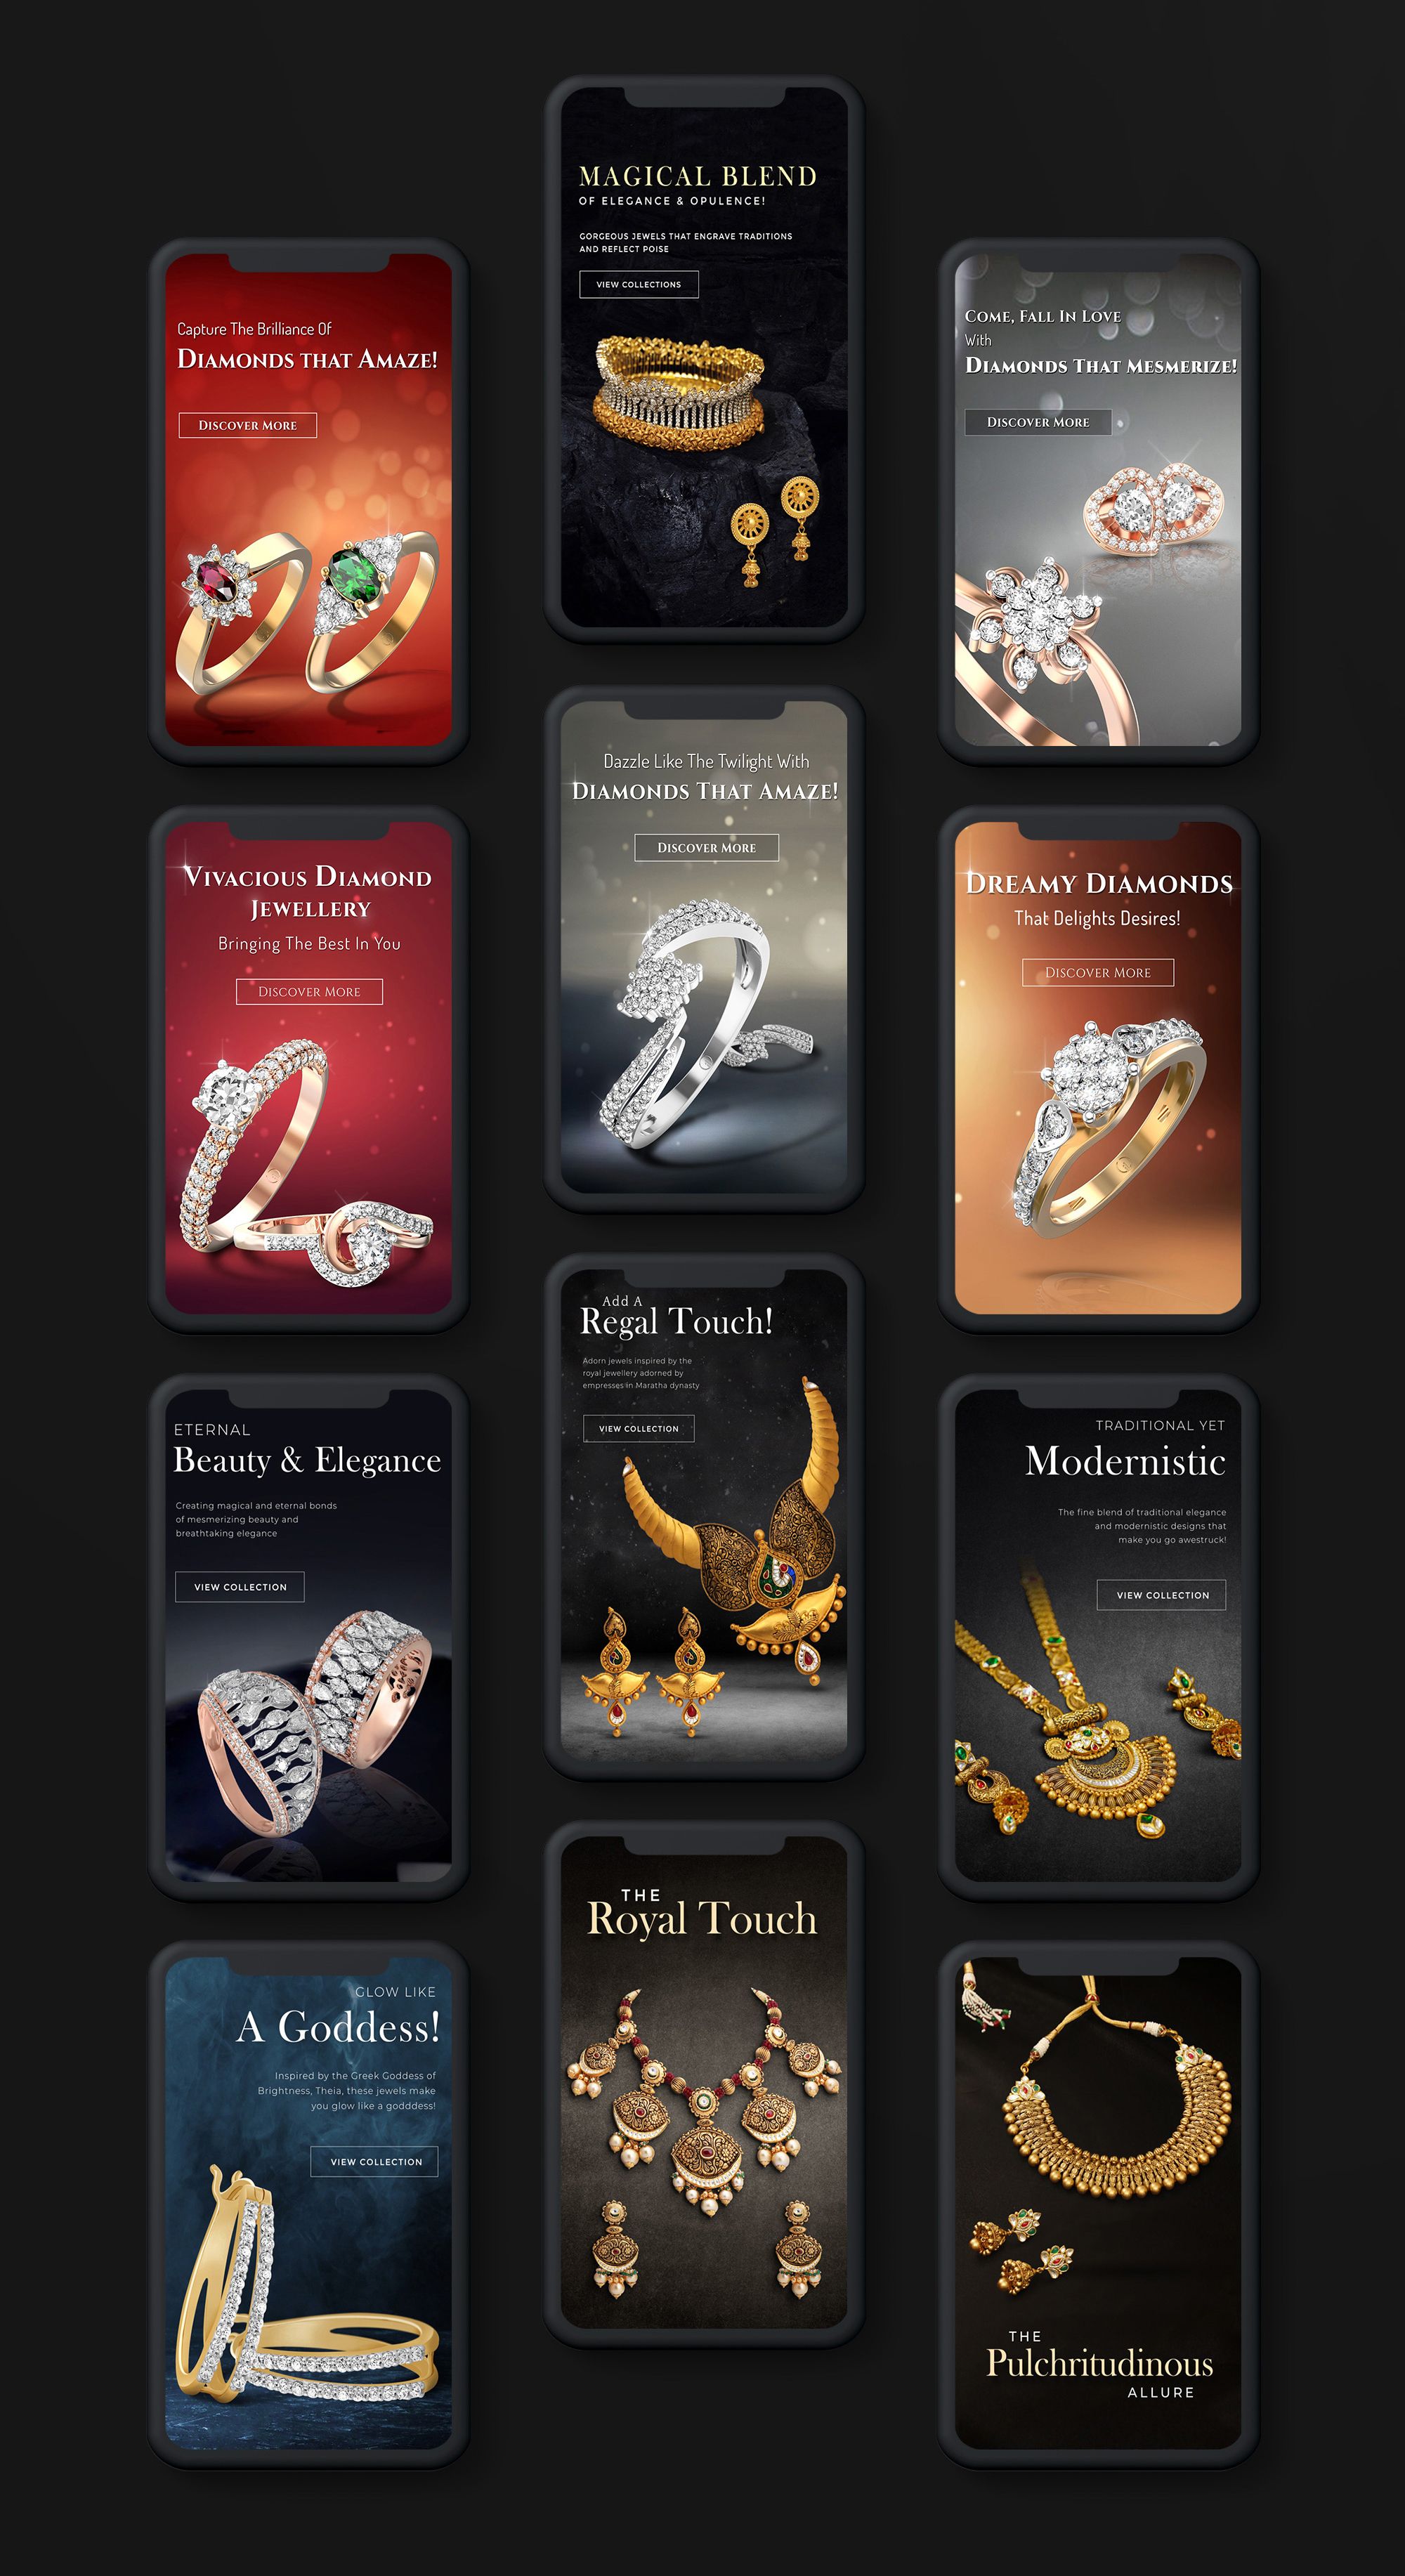 MAGICAL BLEND
OF ELEGANCE & OPULENCE!
GORGEOUS JEWELS THAT ENGRAVE TRADITIONS
AND REFLECT POISE
VIEW COLLECTIONS
Capture The Brilliance Of
DIAMONDS THAT AMAZE!
DISCOVER MORE
COME, FALL IN LOVE
With
DIAMONDS THAT MESMERIZE!
DISCOVER MORE
Dazzle Like The Twilight With
DIAMONDS THAT AMAZE!
DISCOVER MORE
VIVACIOUS DIAMOND
JEWELLERY
Bringing The Best In You
DISCOVER MORE
DREAMY DIAMONDS
That Delights Desires!
DISCOVER MORE
Add A
Regal Touch!
Adorn jewels inspired by the
royal jewellery adorned by
empresses in Maratha dynasty
VIEW COLLECTION
ETERNAL
Beauty & Elegance
Creating magical and eternal bonds
of mesmerizing beauty and
breathtaking elegance
VIEW COLLECTION
TRADITIONAL YET
Modernistic
The fine blend of traditional elegance
and modernistic designs that
make you go awestruck!
VIEW COLLECTION
THE
Royal Touch
GLOW LIKE
A Goddess!
Inspired by the Greek Goddess of
Brightness, Theia, these jewels make
you glow like a godddess!
VIEW COLLECTION
THE
Pulchritudinous
ALLURE